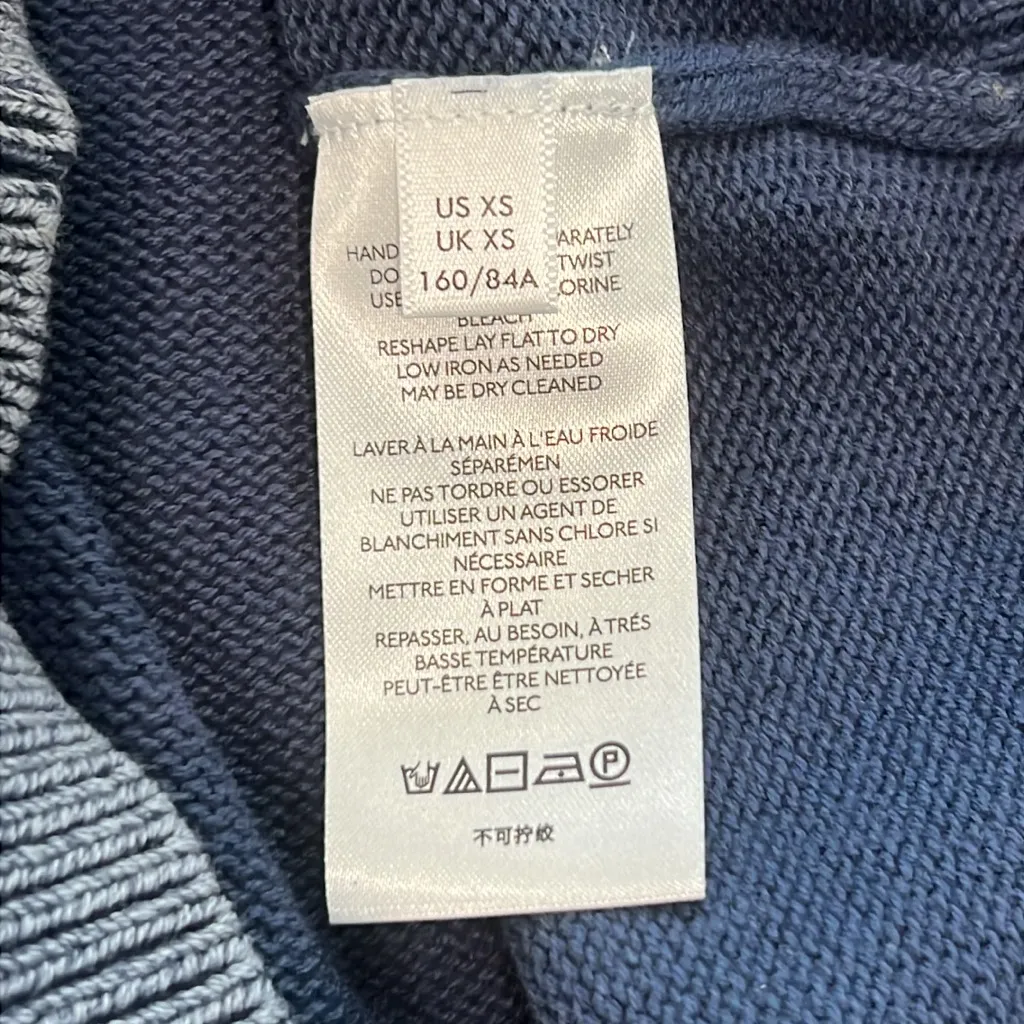 US XS
UK XS
160/84A
HAND
DO TWIST
USE
BLEACH
RESHAPE LAY FLAT TO DRY
LOW IRON AS NEEDED
MAY BE DRY CLEANED
LAVER À LA MAIN À L'EAU FROIDE
SÉPARÉMEN
NE PAS TORDRE OU ESSORER
UTILISER UN AGENT DE
BLANCHIMENT SANS CHLORE SI
NÉCESSAIRE
METTRE EN FORME ET SECHER
À PLAT
REPASSER, AU BESOIN, À TRÉS
BASSE TEMPÉRATURE
PEUT-ÊTRE ÊTRE NETTOYÉE
À SEC
P
不可拧绞